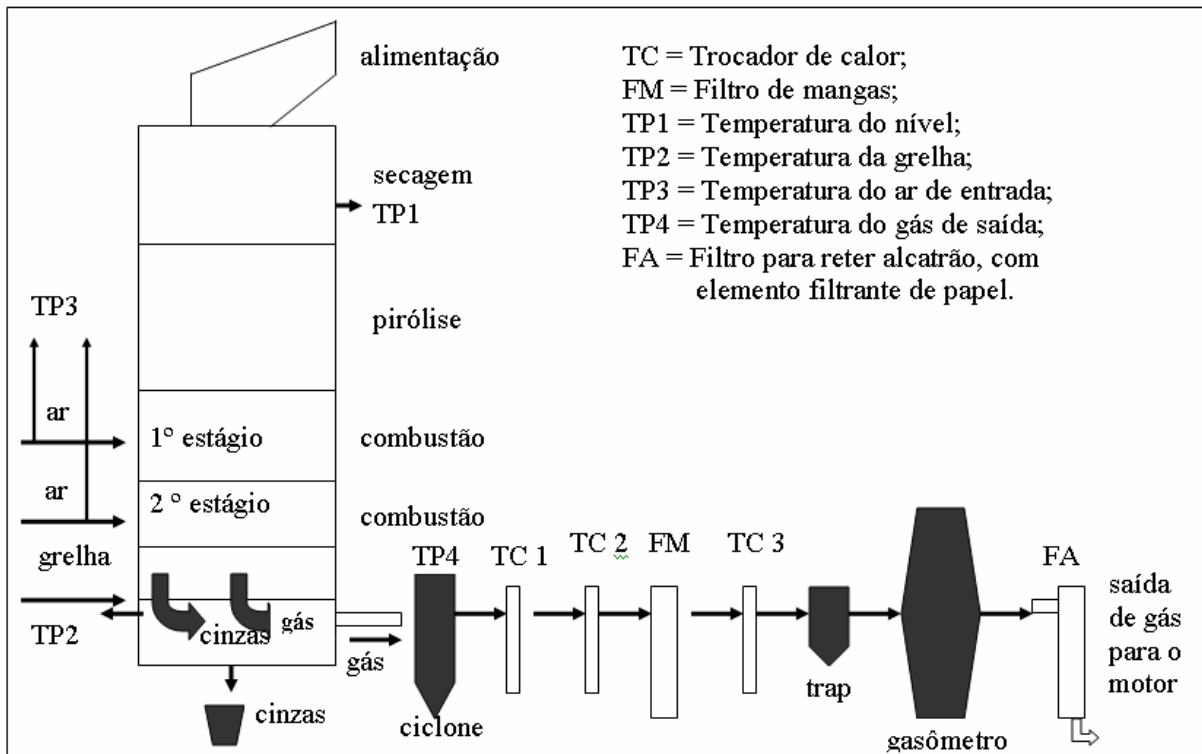 alimentação
TC = Trocador de calor;
FM = Filtro de mangas;
TP1 = Temperatura do nível;
TP2 = Temperatura da grelha;
TP3 = Temperatura do ar de entrada;
TP4 = Temperatura do gás de saída;
FA = Filtro para reter alcatrão, com
elemento filtrante de papel.
secagem
TP1
TP3
pirólise
ar
1º estágio
combustão
ar
2 º estágio
combustão
grelha
TP2
cinzas
gás
gás
cinzas
TP4
ciclone
TC 1
TC 2
FM
TC 3
trap
gasômetro
FA
saída
de gás
para o
motor